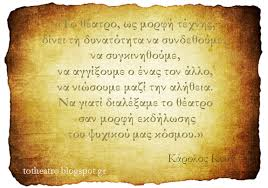 «Το θέατρο, ως μορφή τέχνης,
δίνει τη δυνατότητα να συνδεθούμε,
να συγκινηθούμε,
να αγγίξουμε ο ένας τον άλλο,
να νιώσουμε μαζί την αλήθεια.
Να γιατί διαλέξαμε το θέατρο
σαν μορφή εκδήλωσης
του ψυχικού μας κόσμου.»
Κάρολος
totheatro.blogspot.gr